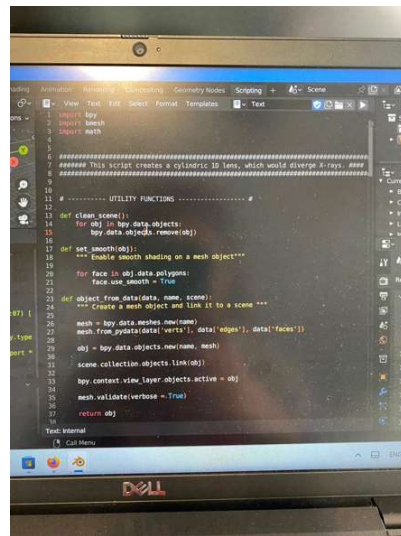 Animation
Rendering
Compositing
Geometry Nodes
Scripting
+
Scene
View
Text
Edit
Select
Format
Templates
Text
1 import bpy
2 import bmesh
3 import math
4
5
6 ####################
7 ####### This script creates a cylindric 1D lens, which would diverge X-rays. ####
8 ####################
9
10
11 # ---------- UTILITY FUNCTIONS ---------------- #
12
13 def clean_scene():
14 for obj in bpy.data.objects:
15 bpy.data.objects.remove(obj)
16
17 def set_smooth(obj):
18 """ Enable smooth shading on a mesh object"""
19
20 for face in obj.data.polygons:
21 face.use_smooth = True
22
23 def object_from_data(data, name, scene):
24 """ Create a mesh object and link it to a scene """
25
26 mesh = bpy.data.meshes.new(name)
27 mesh.from_pydata(data['verts'], data['edges'], data['faces'])
28
29 obj = bpy.data.objects.new(name, mesh)
30
31 scene.collection.objects.link(obj)
32
33 bpy.context.view_layer.objects.active = obj
34
35 mesh.validate(verbose = True)
36
37 return obj
38
Text: Internal
Call Menu
DELL